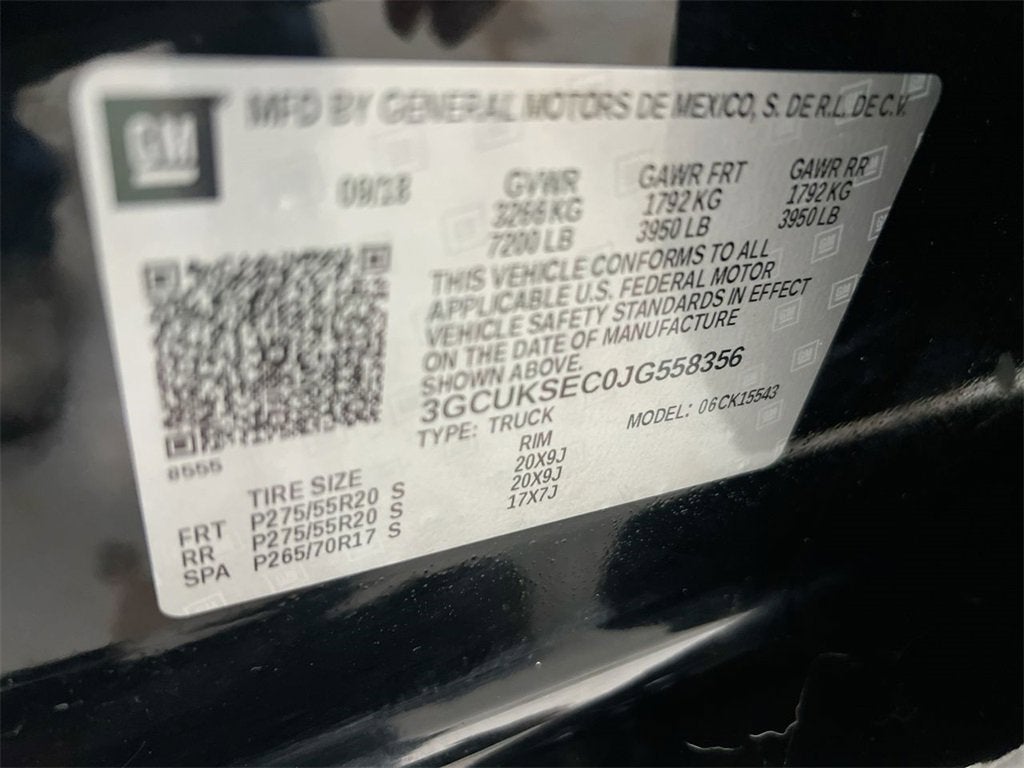 GM
MFD BY GENERAL MOTORS DE MEXICO, S. DE R.L. DE C.V.
09/18
GVWR GAWR FRT GAWR RR
3266 KG 1792 KG 1792 KG
7200 LB 3950 LB 3950 LB
THIS VEHICLE CONFORMS TO ALL
APPLICABLE U.S. FEDERAL MOTOR
VEHICLE SAFETY STANDARDS IN EFFECT
ON THE DATE OF MANUFACTURE
SHOWN ABOVE.
3GCUKSEC0JG558356
TYPE: TRUCK MODEL: 06CK15543
8555
TIRE SIZE RIM
FRT P275/55R20 S 20X9J
RR P275/55R20 S 20X9J
SPA P265/70R17 S 17X7J